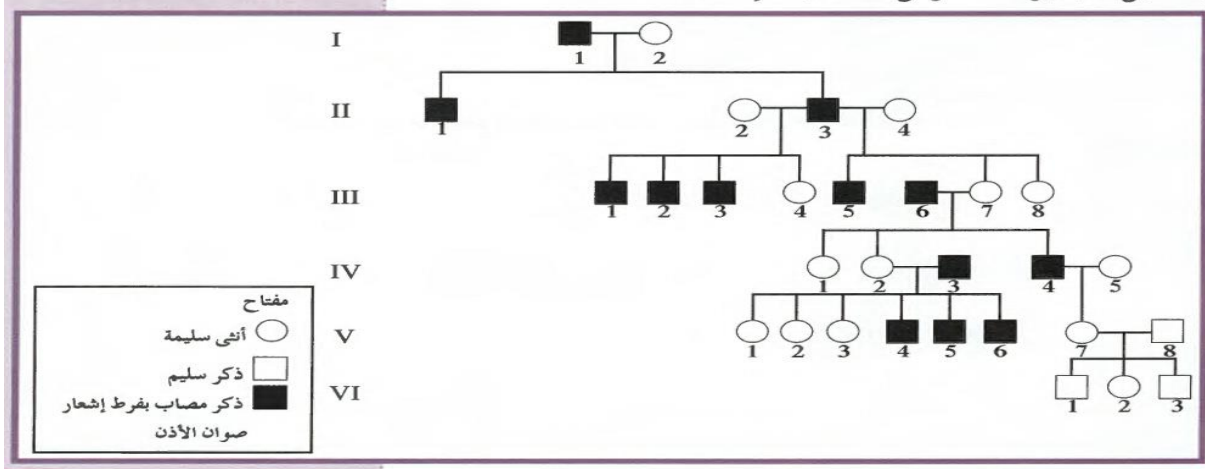 I
1 2
II
1 2 3 4
III
1 2 3 4 5 6 7 8
IV
1 2 3 4 5
V
1 2 3 4 5 6 7 8
VI
1 2 3
مفتاح
أنثى سليمة
ذكر سليم
ذكر مصاب بفرط إشعار
صوان الأذن